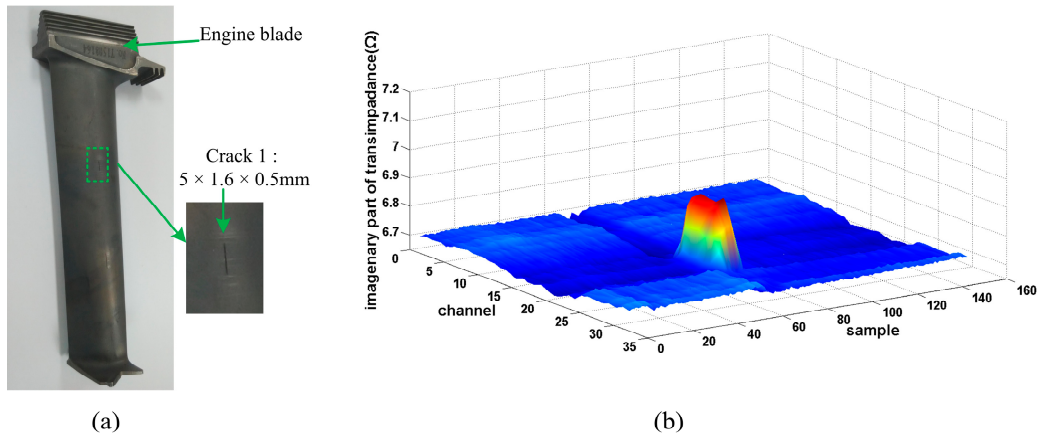 Engine blade
Crack 1 :
5 × 1.6 × 0.5mm
(a)
imagenary part of transimpadance(Ω)
7.2
7.1
7
6.9
6.8
6.7
0
5
10
15
20
25
30
35
channel
0
20
40
60
80
100
120
140
160
sample
(b)